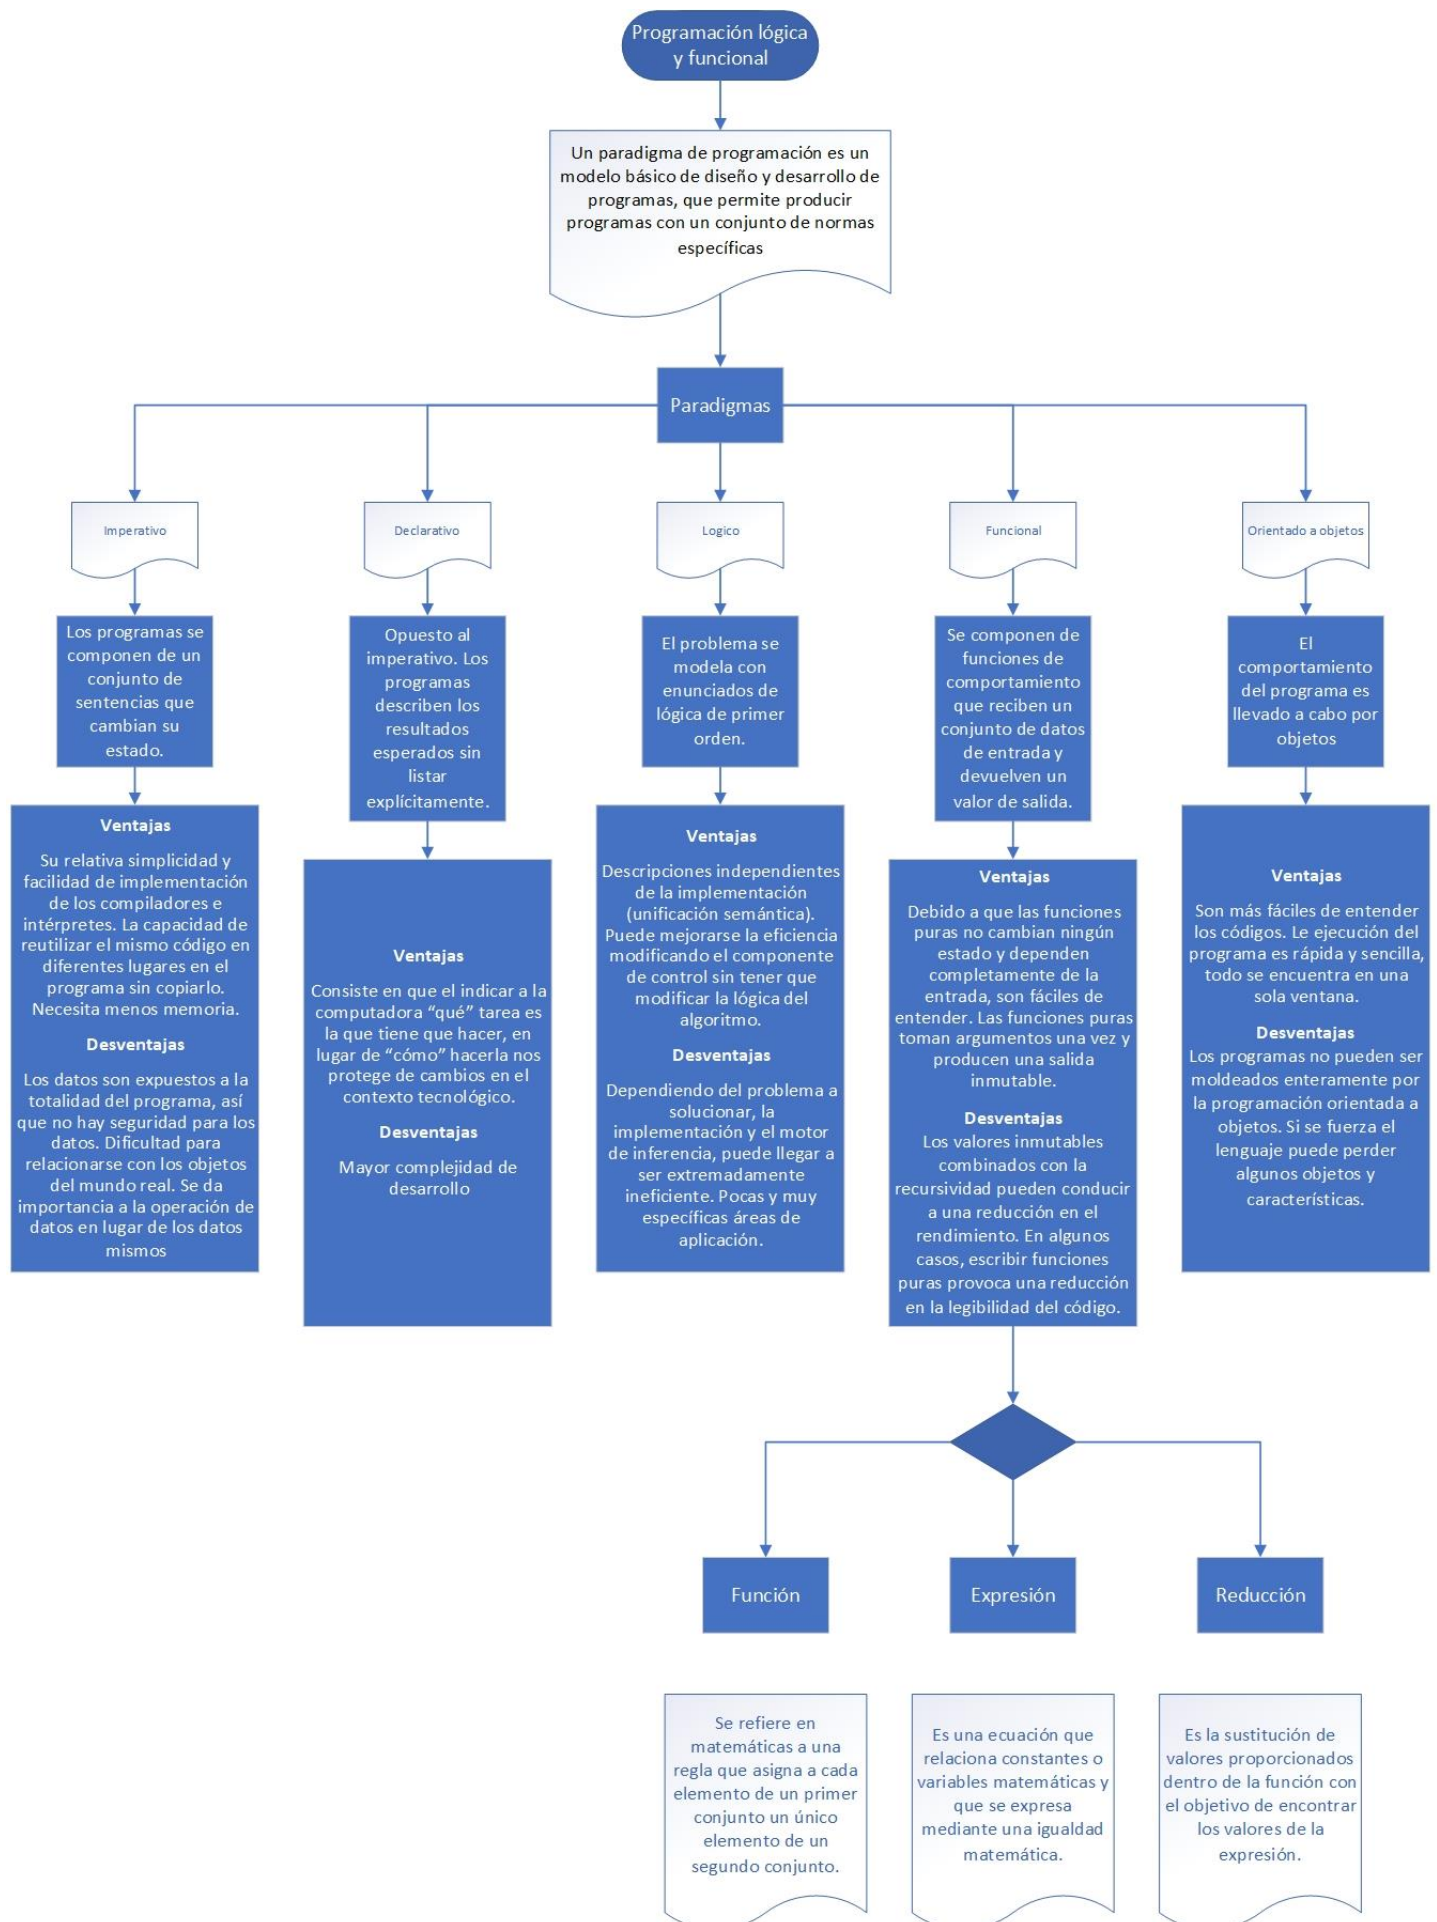 Programación lógica
y funcional
Un paradigma de programación es un
modelo básico de diseño y desarrollo de
programas, que permite producir
programas con un conjunto de normas
específicas
Paradigmas
Imperativo
Declarativo
Logico
Funcional
Orientado a objetos
Los programas se
componen de un
conjunto de
sentencias que
cambian su
estado.
Opuesto al
imperativo. Los
programas
describen los
resultados
esperados sin
listar
explícitamente.
El problema se
modela con
enunciados de
lógica de primer
orden.
Se componen de
funciones de
comportamiento
que reciben un
conjunto de datos
de entrada y
devuelven un
valor de salida.
El
comportamiento
del programa es
llevado a cabo por
objetos
Ventajas
Su relativa simplicidad y
facilidad de implementación
de los compiladores e
intérpretes. La capacidad de
reutilizar el mismo código en
diferentes lugares en el
programa sin copiarlo.
Necesita menos memoria.
Desventajas
Los datos son expuestos a la
totalidad del programa, así
que no hay seguridad para los
datos. Dificultad para
relacionarse con los objetos
del mundo real. Se da
importancia a la operación de
datos en lugar de los datos
mismos
Ventajas
Consiste en que el indicar a la
computadora “qué” tarea es
la que tiene que hacer, en
lugar de “cómo” hacerla nos
protege de cambios en el
contexto tecnológico.
Desventajas
Mayor complejidad de
desarrollo
Ventajas
Descripciones independientes
de la implementación
(unificación semántica).
Puede mejorarse la eficiencia
modificando el componente
de control sin tener que
modificar la lógica del
algoritmo.
Desventajas
Dependiendo del problema a
solucionar, la
implementación y el motor
de inferencia, puede llegar a
ser extremadamente
ineficiente. Pocas y muy
específicas áreas de
aplicación.
Ventajas
Debido a que las funciones
puras no cambian ningún
estado y dependen
completamente de la
entrada, son fáciles de
entender. Las funciones puras
toman argumentos una vez y
producen una salida
inmutable.
Desventajas
Los valores inmutables
combinados con la
recursividad pueden conducir
a una reducción en el
rendimiento. En algunos
casos, escribir funciones
puras provoca una reducción
en la legibilidad del código.
Ventajas
Son más fáciles de entender
los códigos. Le ejecución del
programa es rápida y sencilla,
todo se encuentra en una
sola ventana.
Desventajas
Los programas no pueden ser
moldeados enteramente por
la programación orientada a
objetos. Si se fuerza el
lenguaje puede perder
algunos objetos y
características.
Función
Expresión
Reducción
Se refiere en
matemáticas a una
regla que asigna a cada
elemento de un primer
conjunto un único
elemento de un
segundo conjunto.
Es una ecuación que
relaciona constantes o
variables matemáticas y
que se expresa
mediante una igualdad
matemática.
Es la sustitución de
valores proporcionados
dentro de la función con
el objetivo de encontrar
los valores de la
expresión.